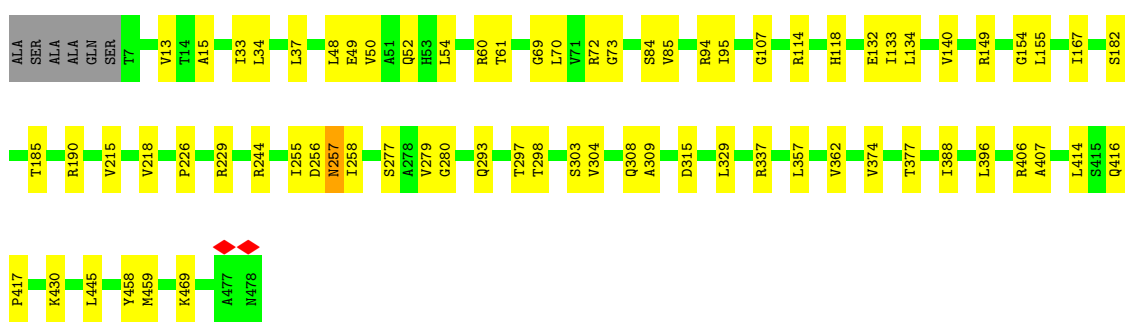 ALA SER ALA ALA GLN SER T7 V13 T14 A15 I33 L34 L37 L48 E49 V50 A51 Q52 H53 L54 R60 T61 G69 L70 V71 R72 G73 S84 V85 R94 I95 G107 R114 H118 E132 I133 L134 V140 R149 G154 L155 I167 S182
T185 R190 V215 V218 P226 R229 R244 I255 D256 N257 I258 S277 A278 V279 G280 Q293 T297 T298 S303 V304 Q308 A309 D315 L329 R337 L357 V362 V374 T377 I388 L396 R406 A407 L414 S415 Q416
P417 K430 L445 Y458 M459 K469 A477 N478